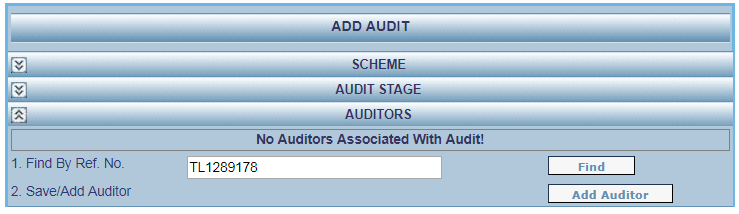 ADD AUDIT
SCHEME
AUDIT STAGE
AUDITORS
No Auditors Associated With Audit!
1. Find By Ref. No. TL1289178 Find
2. Save/Add Auditor Add Auditor